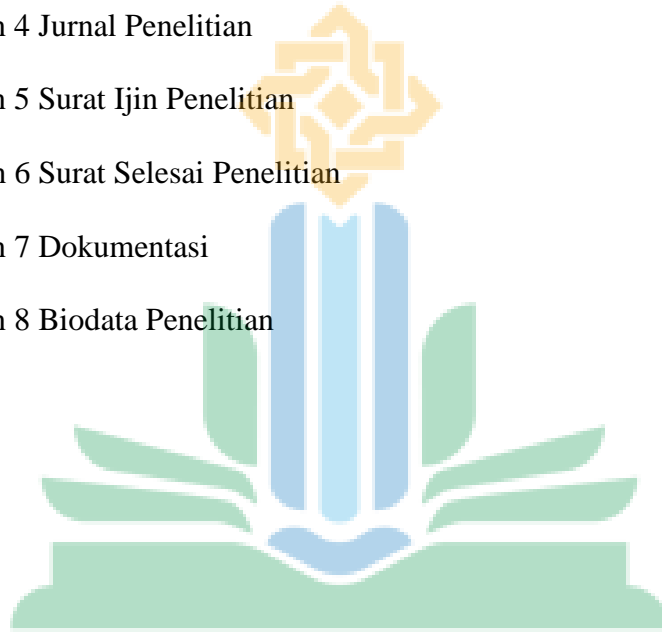 n 4 Jurnal Penelitian
n 5 Surat Ijin Penelitian
n 6 Surat Selesai Penelitian
n 7 Dokumentasi
n 8 Biodata Penelitian